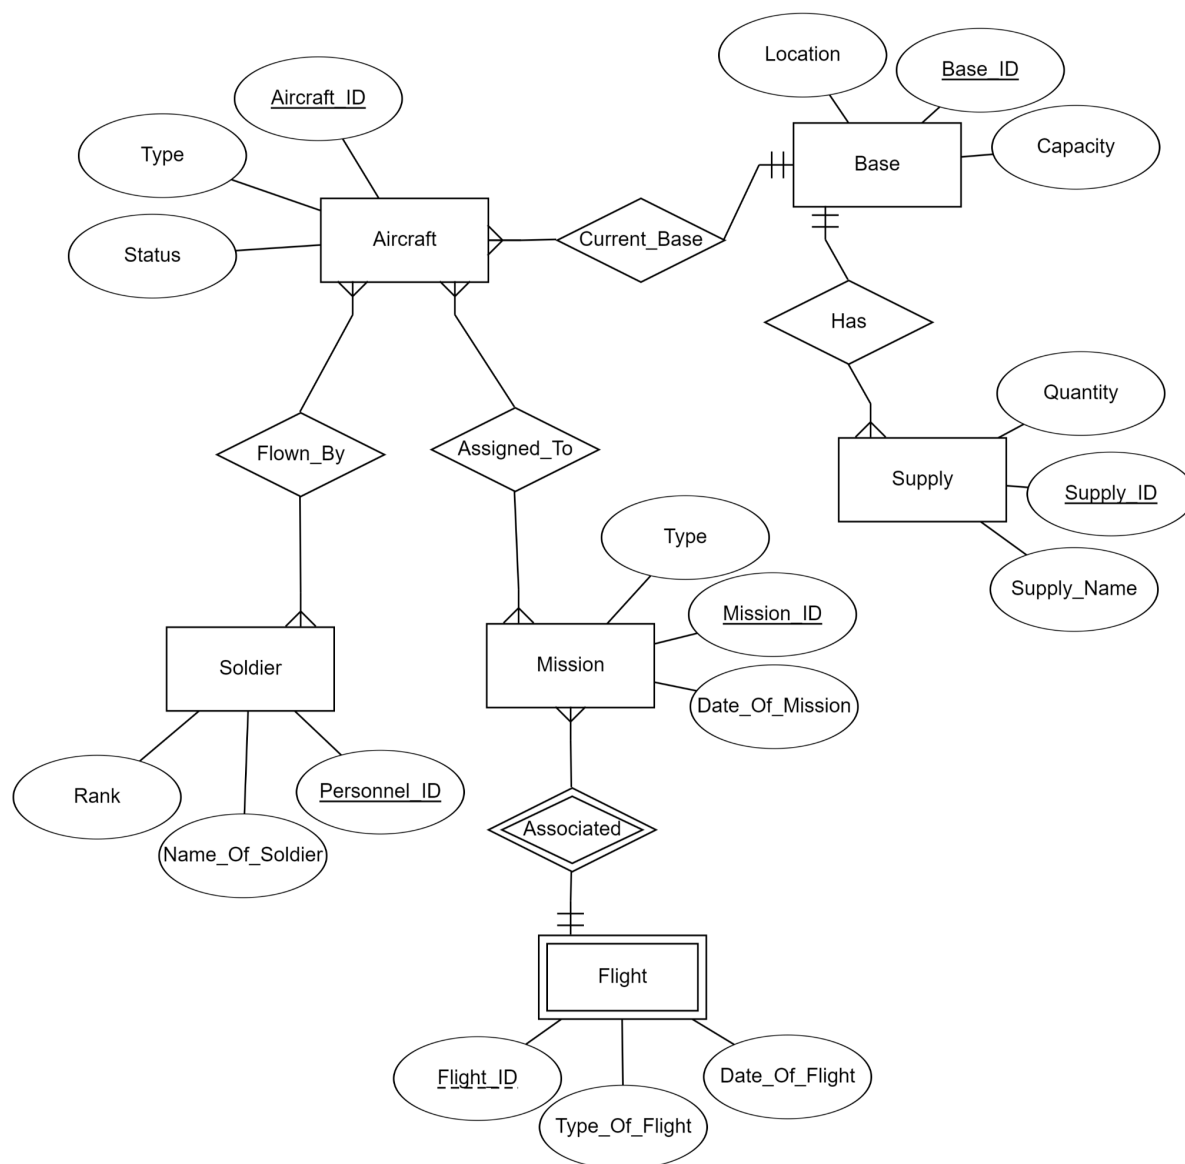 Location
Base_ID
Aircraft_ID
Type
Capacity
Base
Aircraft
Current_Base
Status
Has
Quantity
Flown_By
Assigned_To
Supply
Supply_ID
Type
Supply_Name
Mission_ID
Soldier
Mission
Date_Of_Mission
Rank
Personnel_ID
Name_Of_Soldier
Associated
Flight
Flight_ID
Date_Of_Flight
Type_Of_Flight